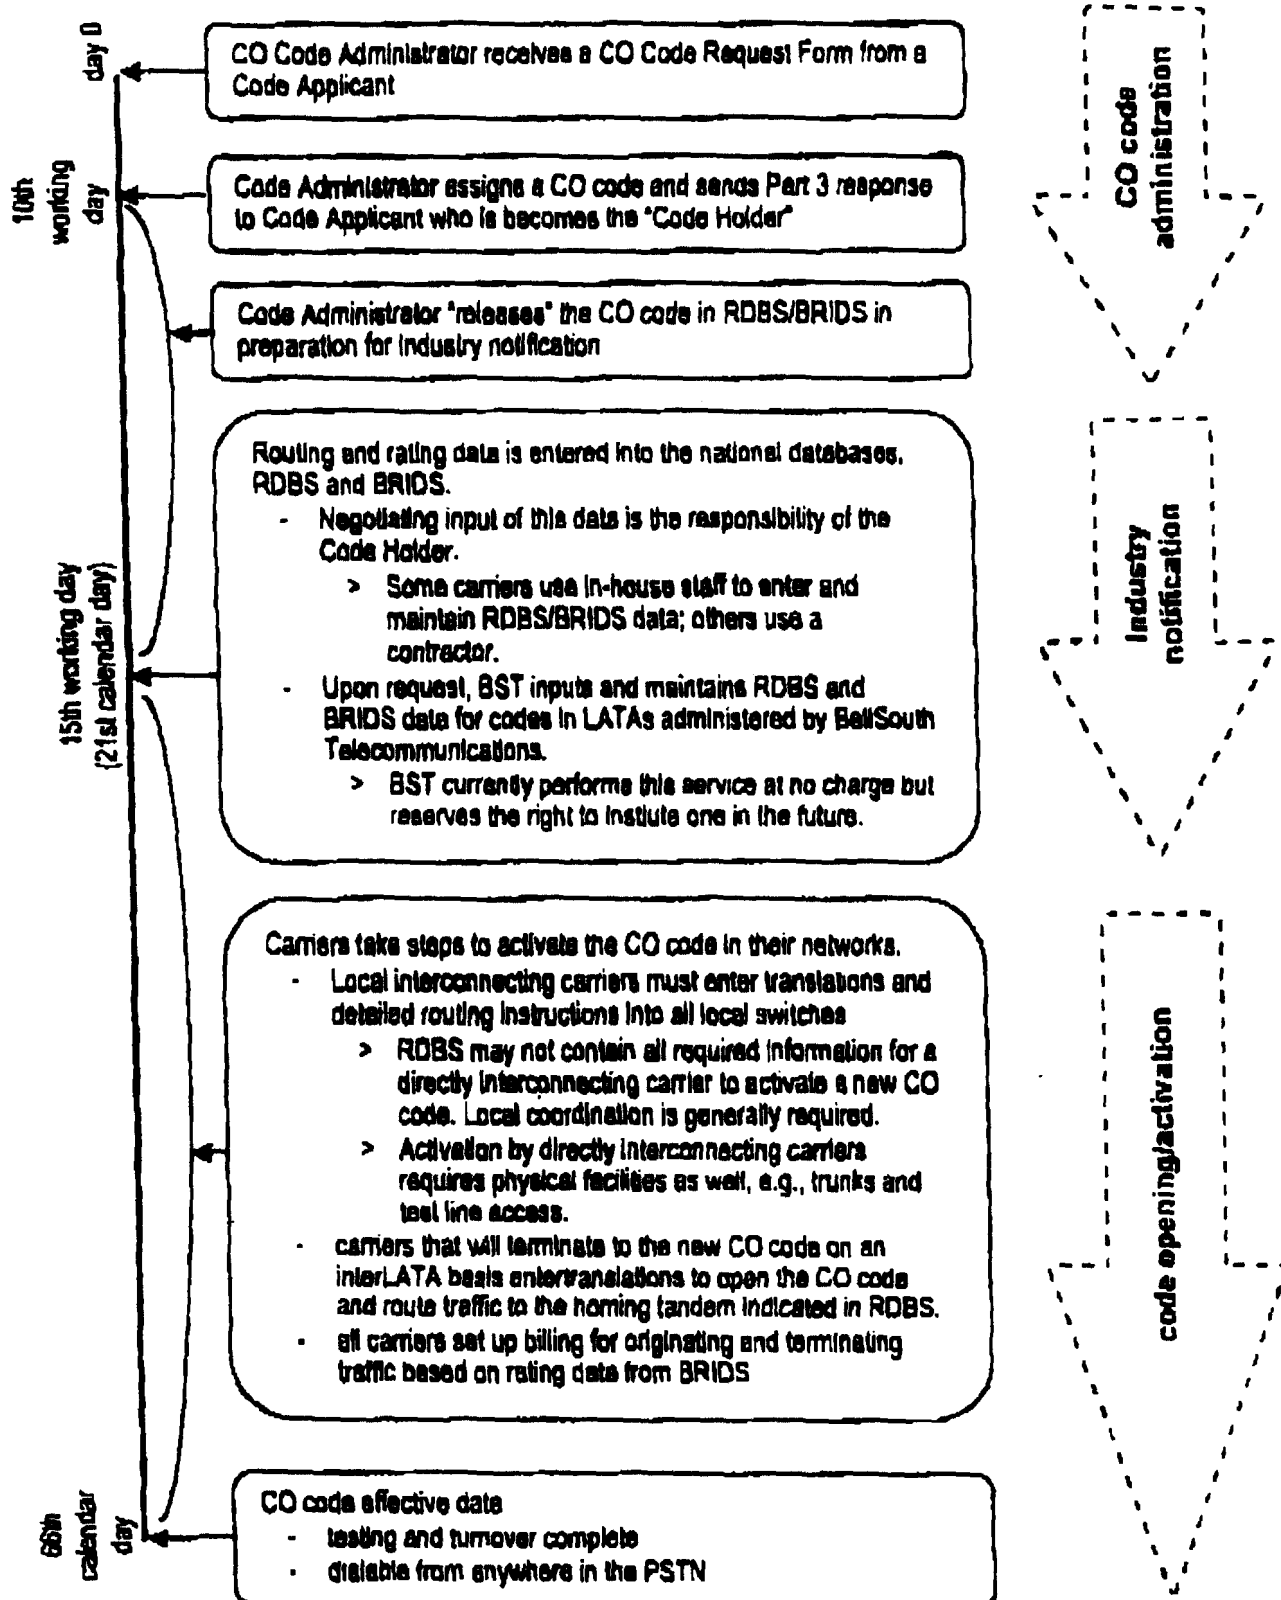 day 0
CO Code Administrator receives a CO Code Request Form from a
Code Applicant
CO code
administration
10th
working
day
Code Administrator assigns a CO code and sends Part 3 response
to Code Applicant who is becomes the "Code Holder"
Code Administrator "releases" the CO code in RDBS/BRIDS in
preparation for industry notification
15th working day
(21st calendar day)
Routing and rating data is entered into the national databases,
RDBS and BRIDS.
- Negotiating input of this data is the responsibility of the
Code Holder.
> Some carriers use in-house staff to enter and
maintain RDBS/BRIDS data; others use a
contractor.
- Upon request, BST inputs and maintains RDBS and
BRIDS data for codes in LATAs administered by BellSouth
Telecommunications.
> BST currently performs this service at no charge but
reserves the right to instiute one in the future.
Industry
notification
Carriers take steps to activate the CO code in their networks.
- Local interconnecting carriers must enter translations and
detailed routing instructions into all local switches
> RDBS may not contain all required information for a
directly interconnecting carrier to activate a new CO
code. Local coordination is generally required.
> Activation by directly interconnecting carriers
requires physical facilities as well, e.g., trunks and
test line access.
- carriers that will terminate to the new CO code on an
interLATA basis entertranslations to open the CO code
and route traffic to the homing tandem indicated in RDBS.
- all carriers set up billing for originating and terminating
traffic based on rating data from BRIDS
code opening/activation
66th
calendar
day
CO code effective date
- testing and turnover complete
- dialable from anywhere in the PSTN